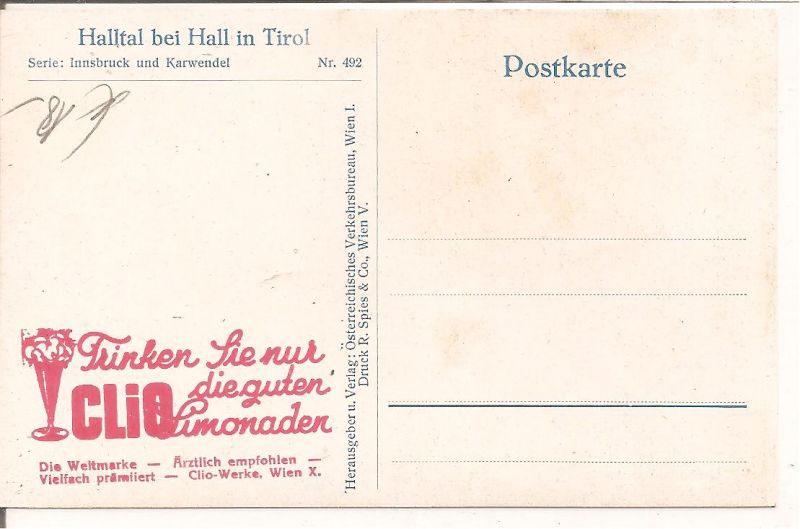 Halltal bei Hall in Tirol
Serie: Innsbruck und Karwendel Nr. 492
Postkarte
Trinken Sie nur
die guten
CLIO Limonaden
Die Weltmarke — Ärztlich empfohlen —
Vielfach prämiiert — Clio-Werke, Wien X.
Herausgeber u. Verlag: Österreichisches Verkehrsbureau, Wien I.
Druck R. Spies & Co., Wien V.